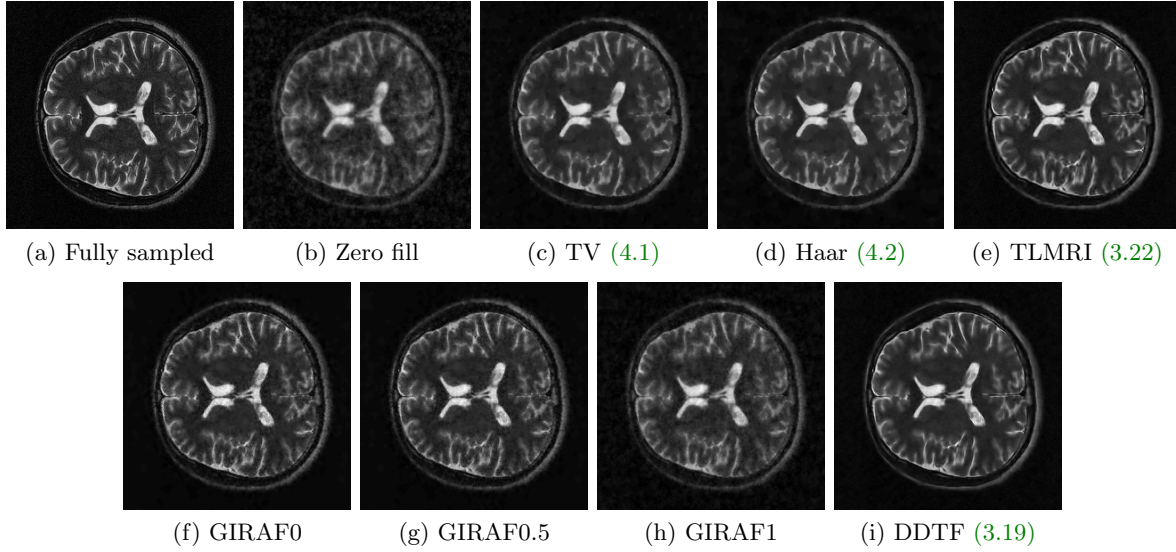 (a) Fully sampled
(b) Zero fill
(c) TV (4.1)
(d) Haar (4.2)
(e) TLMRI (3.22)
(f) GIRAF0
(g) GIRAF0.5
(h) GIRAF1
(i) DDTF (3.19)